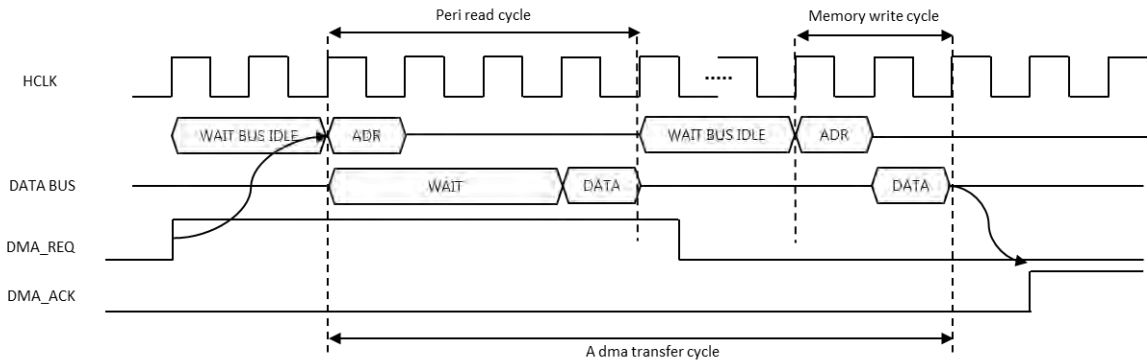 Peri read cycle
Memory write cycle
HCLK
WAIT BUS IDLE
ADR
WAIT BUS IDLE
ADR
DATA BUS
WAIT
DATA
DATA
DMA_REQ
DMA_ACK
A dma transfer cycle